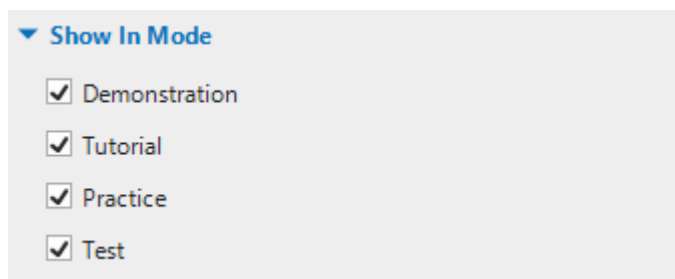 Show In Mode
Demonstration
Tutorial
Practice
Test